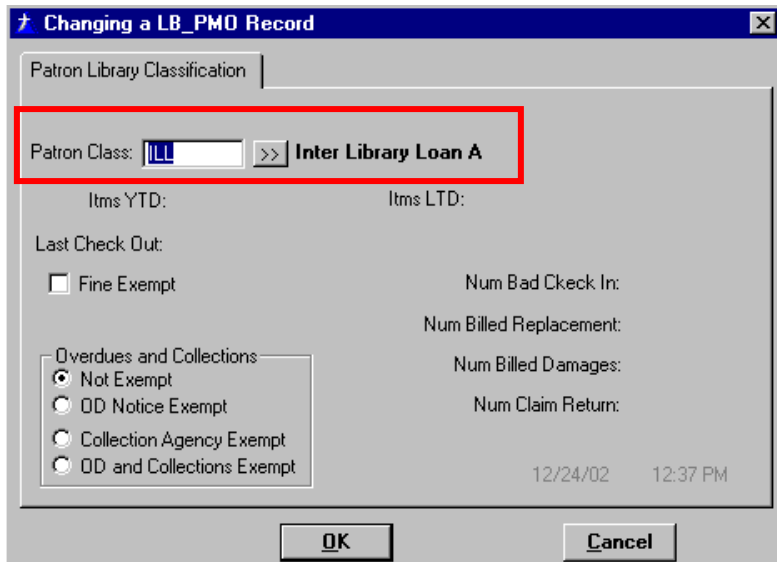 Changing a LB_PMO Record
Patron Library Classification
Patron Class: ILL >> Inter Library Loan A
Itms YTD: Itms LTD:
Last Check Out:
Fine Exempt Num Bad Ckeck In:
Num Billed Replacement:
Overdues and Collections
Num Billed Damages:
Not Exempt
OD Notice Exempt Num Claim Return:
Collection Agency Exempt
OD and Collections Exempt
12/24/02 12:37 PM
OK Cancel